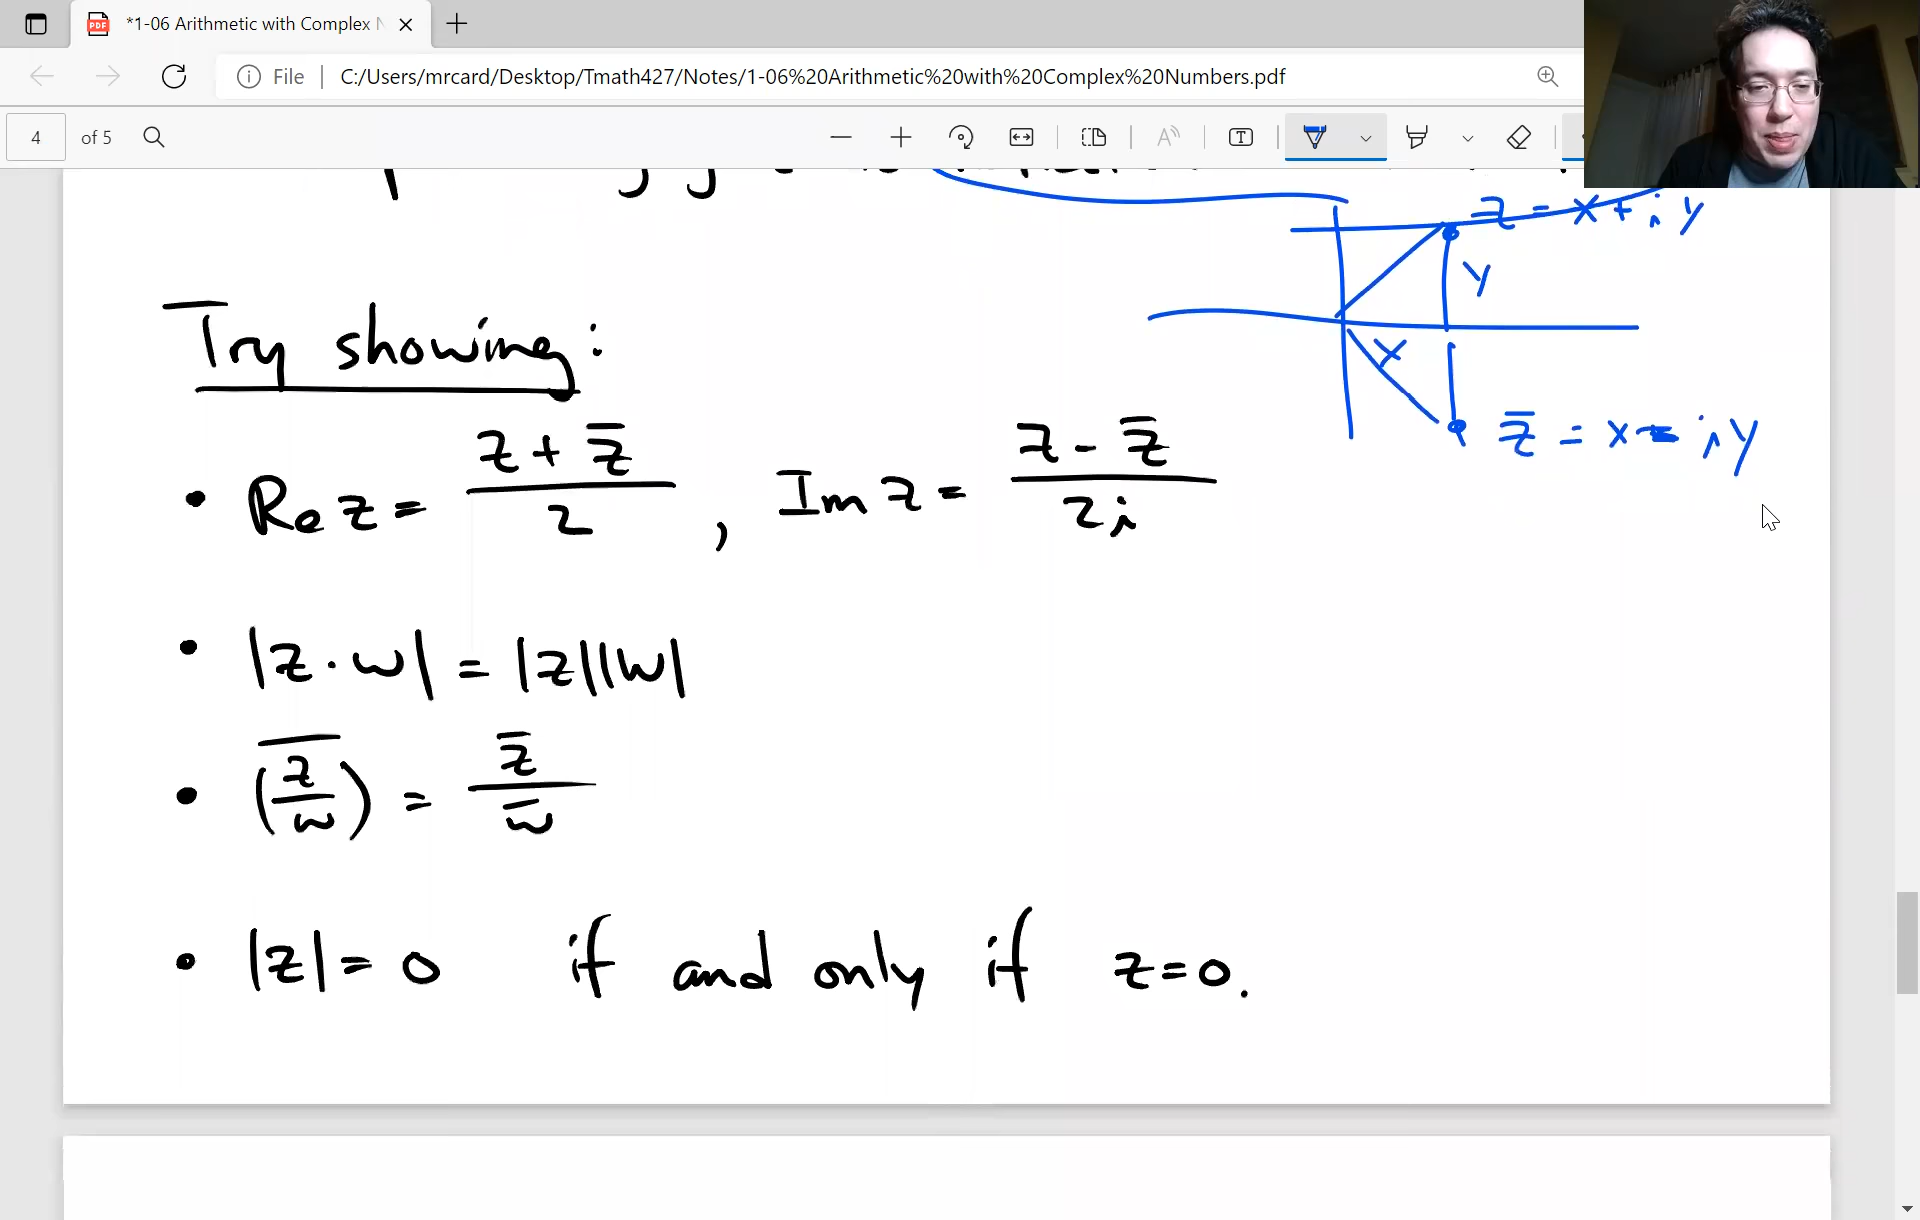 *1-06 Arithmetic with Complex N
File | C:/Users/mrcard/Desktop/Tmath427/Notes/1-06%20Arithmetic%20with%20Complex%20Numbers.pdf
4 of 5
z = x + iy
y
Try showing:
x
z̄ = x - iy
• Re z = (z + z̄)/2 , Im z = (z - z̄)/2i
• |z · w| = |z||w|
• \overline{(z/w)} = z̄/w̄
• |z| = 0 if and only if z = 0.